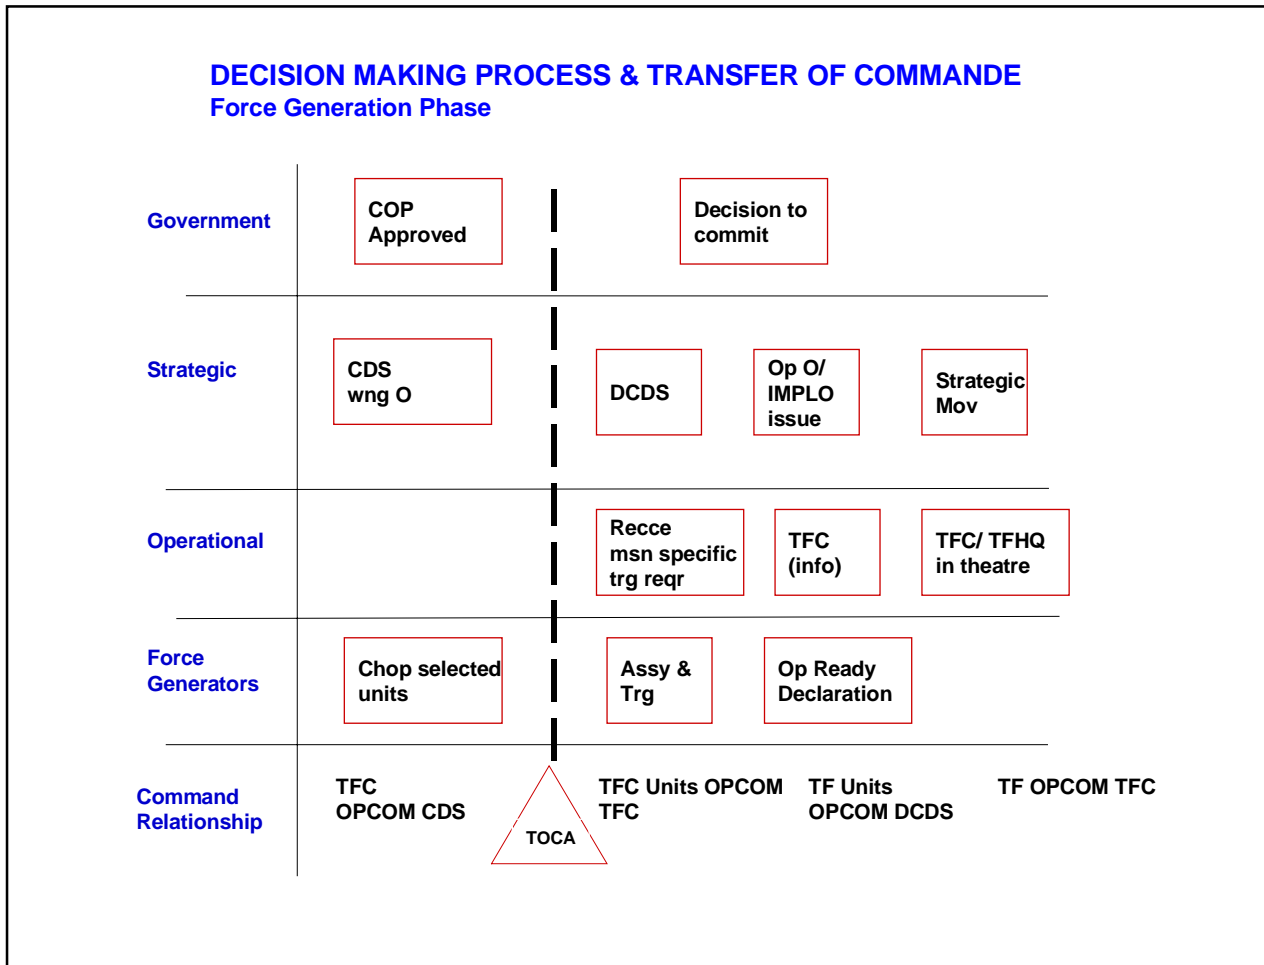 DECISION MAKING PROCESS & TRANSFER OF COMMANDE
Force Generation Phase
Government
COP
Approved
Decision to
commit
Strategic
CDS
wng O
DCDS
Op O/
IMPLO
issue
Strategic
Mov
Operational
Recce
msn specific
trg reqr
TFC
(info)
TFC/ TFHQ
in theatre
Force
Generators
Chop selected
units
Assy &
Trg
Op Ready
Declaration
Command
Relationship
TFC
OPCOM CDS
TOCA
TFC Units OPCOM
TFC
TF Units
OPCOM DCDS
TF OPCOM TFC